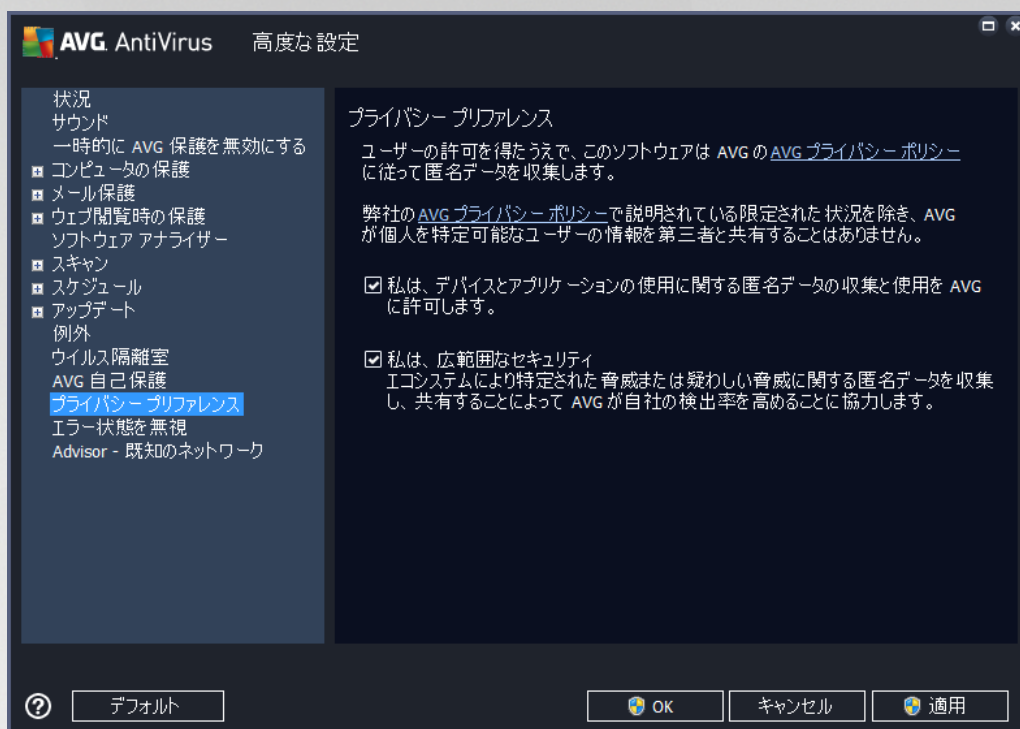 AVG AntiVirus 高度な設定
状況
サウンド
一時的に AVG 保護を無効にする
コンピュータの保護
メール保護
ウェブ閲覧時の保護
ソフトウェア アナライザー
スキャン
スケジュール
アップデート
例外
ウイルス隔離室
AVG 自己保護
プライバシー プリファレンス
エラー状態を無視
Advisor - 既知のネットワーク
プライバシー プリファレンス
ユーザーの許可を得たうえで、このソフトウェアは AVG の AVG プライバシー ポリシー
に従って匿名データを収集します。
弊社の AVG プライバシー ポリシーで説明されている限定された状況を除き、AVG
が個人を特定可能なユーザーの情報を第三者と共有することはありません。
私は、デバイスとアプリケーションの使用に関する匿名データの収集と使用を AVG
に許可します。
私は、広範囲なセキュリティ
エコシステムにより特定された脅威または疑わしい脅威に関する匿名データを収集
し、共有することによって AVG が自社の検出率を高めることに協力します。
デフォルト
OK
キャンセル
適用